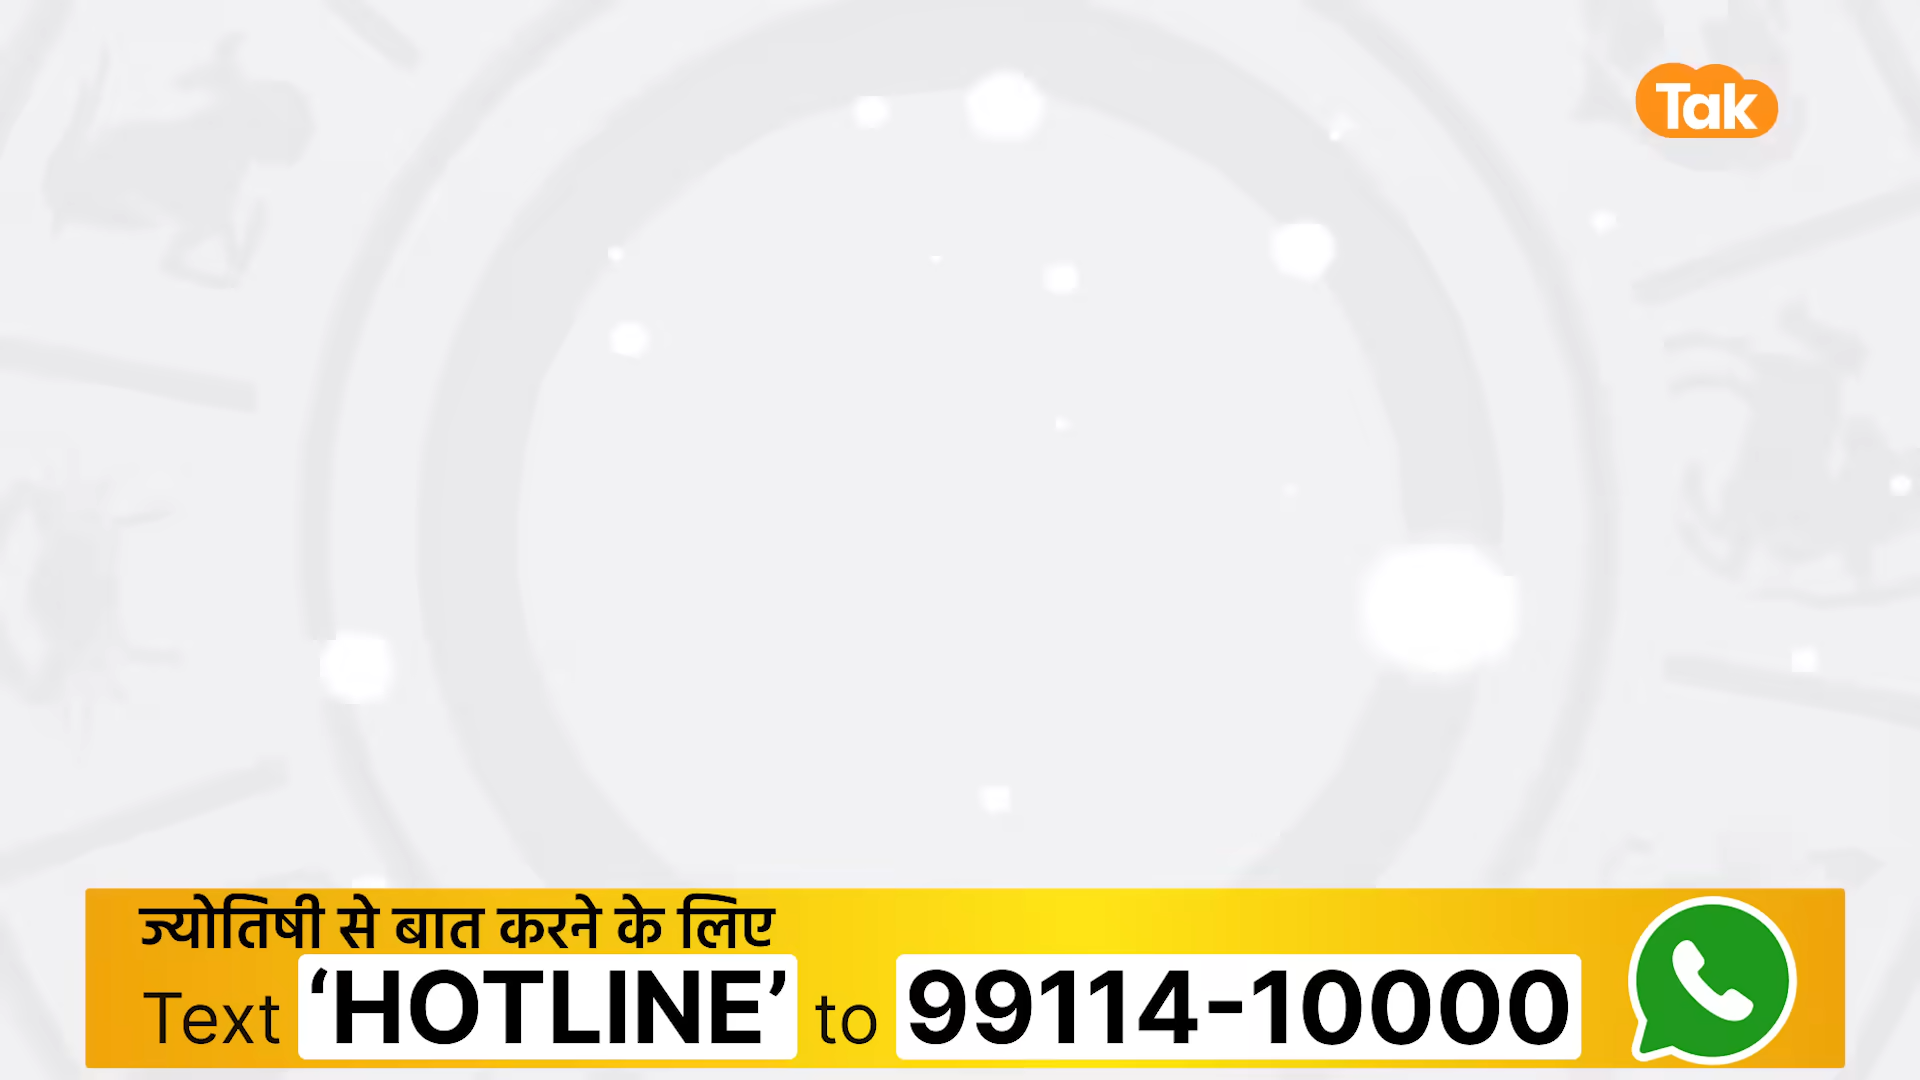 Tak
ज्योतिषी से बात करने के लिए
Text ‘HOTLINE’ to 99114-10000